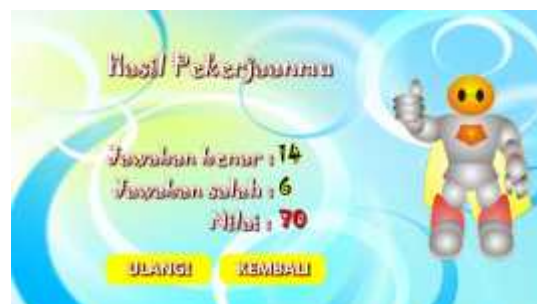 Hasil Pekerjaanmu
Jawaban benar : 14
Jawaban salah : 6
Nilai : 70
ULANGI KEMBALI